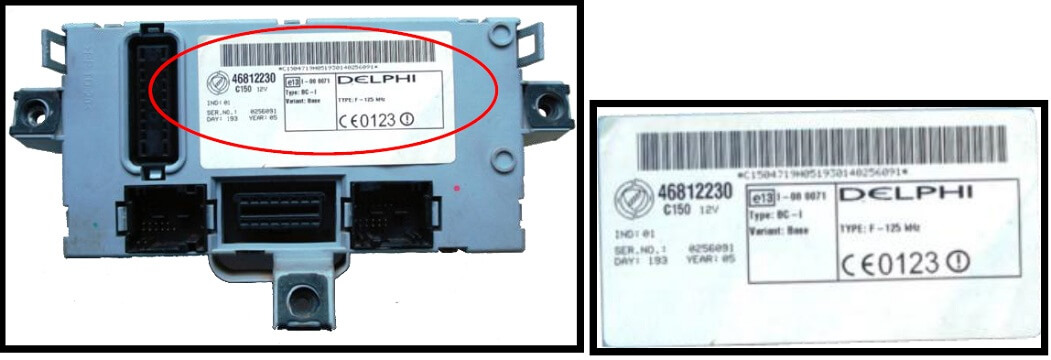 *C1504719M051930140256091*
46812230
C150 12V
e13 I-00 0071
Type: BC-I
Variant: Base
DELPHI
TYPE: F-125 kHz
CE0123
IND:01
SER.NO.: 0256091
DAY: 193 YEAR:05
*C1504719M051930140256091*
46812230
C150 12V
e13 I-00 0071
Type: BC-I
Variant: Base
DELPHI
TYPE: F-125 kHz
CE0123
IND:01
SER.NO.: 0256091
DAY: 193 YEAR:05